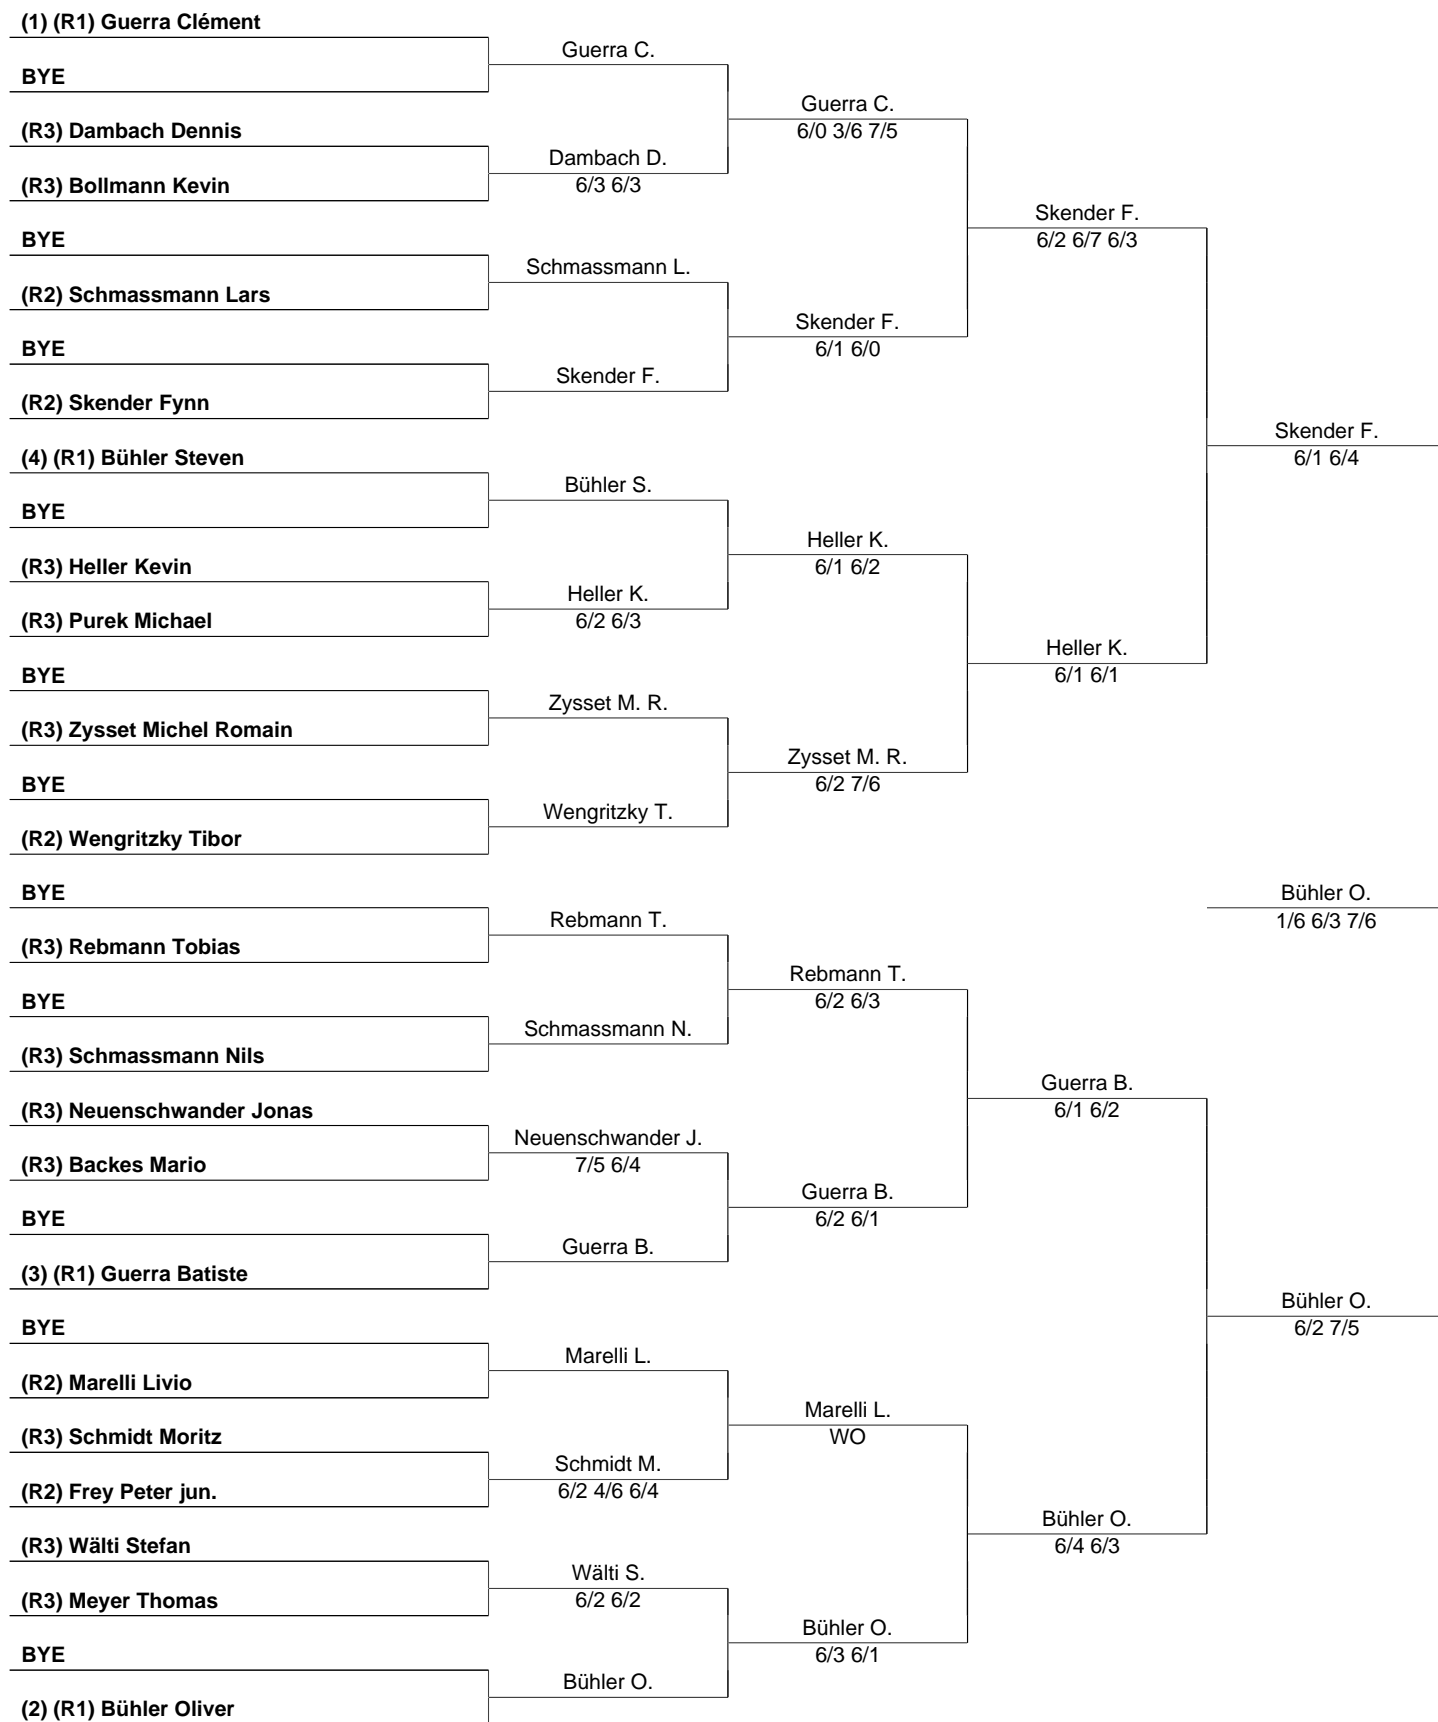 (1) (R1) Guerra Clément
BYE
(R3) Dambach Dennis
(R3) Bollmann Kevin
BYE
(R2) Schmassmann Lars
BYE
(R2) Skender Fynn
(4) (R1) Bühler Steven
BYE
(R3) Heller Kevin
(R3) Purek Michael
BYE
(R3) Zysset Michel Romain
BYE
(R2) Wengritzky Tibor
BYE
(R3) Rebmann Tobias
BYE
(R3) Schmassmann Nils
(R3) Neuenschwander Jonas
(R3) Backes Mario
BYE
(3) (R1) Guerra Batiste
BYE
(R2) Marelli Livio
(R3) Schmidt Moritz
(R2) Frey Peter jun.
(R3) Wälti Stefan
(R3) Meyer Thomas
BYE
(2) (R1) Bühler Oliver
Guerra C.
Dambach D.
6/3 6/3
Schmassmann L.
Skender F.
Bühler S.
Heller K.
6/2 6/3
Zysset M. R.
Wengritzky T.
Rebmann T.
Schmassmann N.
Neuenschwander J.
7/5 6/4
Guerra B.
Marelli L.
Schmidt M.
6/2 4/6 6/4
Wälti S.
6/2 6/2
Bühler O.
Guerra C.
6/0 3/6 7/5
Skender F.
6/1 6/0
Heller K.
6/1 6/2
Zysset M. R.
6/2 7/6
Rebmann T.
6/2 6/3
Guerra B.
6/2 6/1
Marelli L.
WO
Bühler O.
6/3 6/1
Skender F.
6/2 6/7 6/3
Heller K.
6/1 6/1
Guerra B.
6/1 6/2
Bühler O.
6/4 6/3
Skender F.
6/1 6/4
Bühler O.
1/6 6/3 7/6
Bühler O.
6/2 7/5